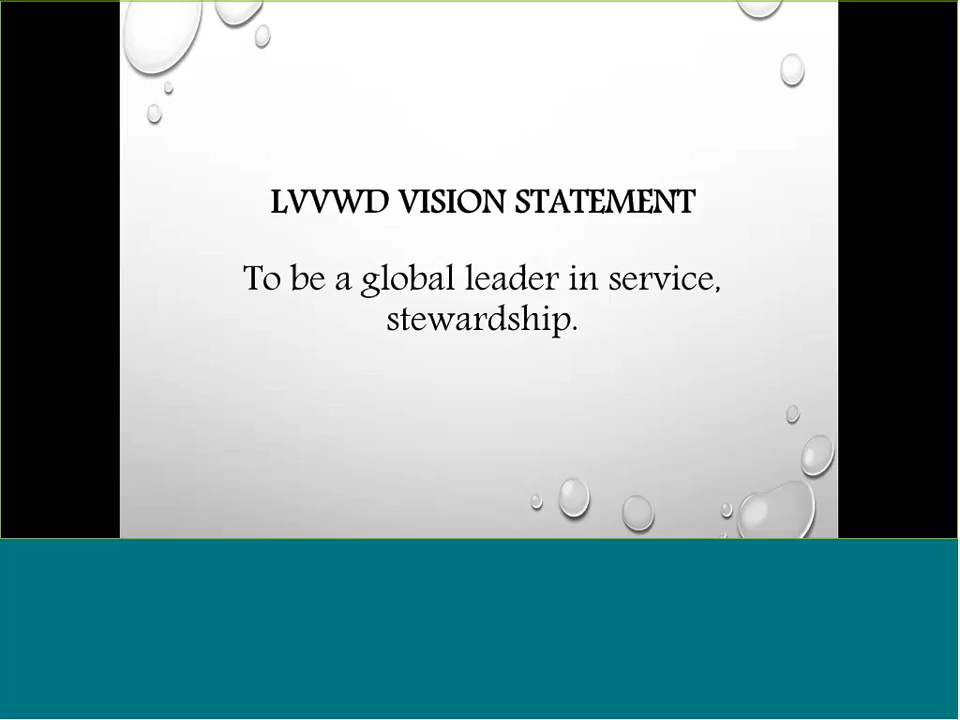 LVVWD VISION STATEMENT
To be a global leader in service,
stewardship.